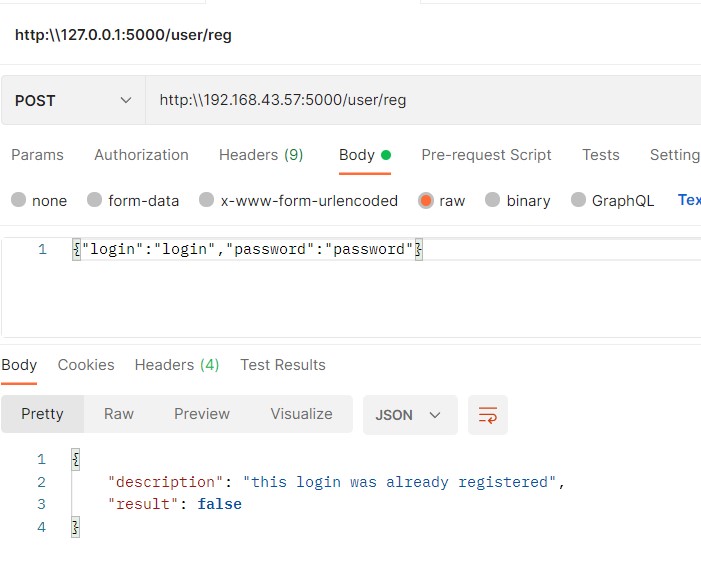 http:\\127.0.0.1:5000/user/reg
POST http:\\192.168.43.57:5000/user/reg
Params Authorization Headers (9) Body Pre-request Script Tests Setting
none form-data x-www-form-urlencoded raw binary GraphQL Tex
1 {"login":"login","password":"password"}
Body Cookies Headers (4) Test Results
Pretty Raw Preview Visualize JSON
1 {
2 "description": "this login was already registered",
3 "result": false
4 }